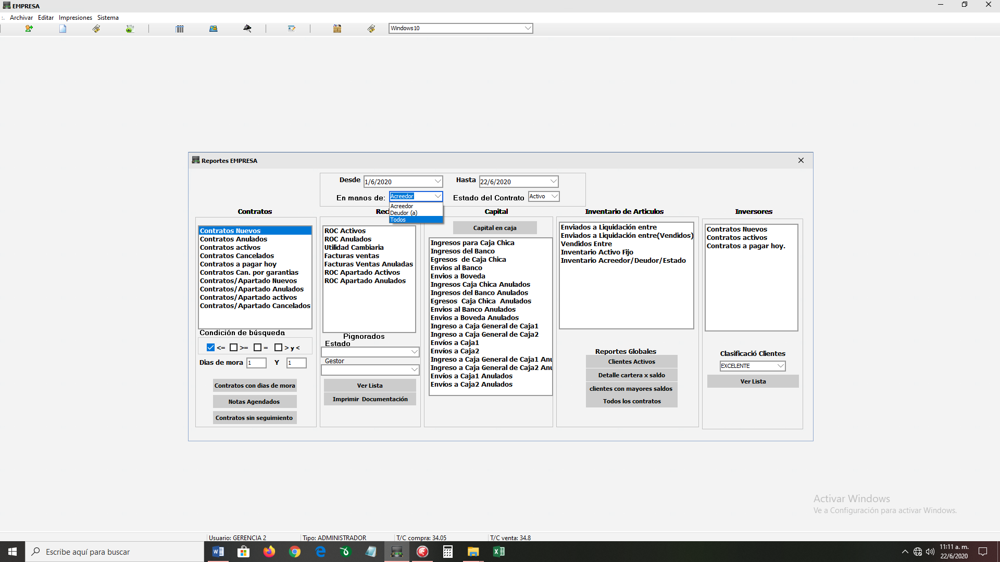 EMPRESA
Archivar Editar Impresiones Sistema
Windows10
Reportes EMPRESA
Desde 1/6/2020 Hasta 22/6/2020
En manos de: Acreedor Estado del Contrato Activo
Acreedor
Deudor (a)
Todos
Contratos
Contratos Nuevos
Contratos Anulados
Contratos activos
Contratos Cancelados
Contratos a pagar hoy
Contratos Can. por garantias
Contratos/Apartado Nuevos
Contratos/Apartado Anulados
Contratos/Apartado activos
Contratos/Apartado Cancelados
Condición de búsqueda
<= >= = > y <
Dias de mora 1 Y 1
Contratos con dias de mora
Notas Agendados
Contratos sin seguimiento
ROC Activos
ROC Anulados
Utilidad Cambiaria
Facturas ventas
Facturas Ventas Anuladas
ROC Apartado Activos
ROC Apartado Anulados
Pignorados
Estado
Gestor
Ver Lista
Imprimir Documentación
Capital
Capital en caja
Ingresos para Caja Chica
Ingresos del Banco
Egresos de Caja Chica
Envios al Banco
Envios a Boveda
Ingresos Caja Chica Anulados
Ingresos del Banco Anulados
Egresos Caja Chica Anulados
Envios al Banco Anulados
Envios a Boveda Anulados
Ingreso a Caja General de Caja1
Ingreso a Caja General de Caja2
Envíos a Caja1
Envíos a Caja2
Ingreso a Caja General de Caja1 Anu
Ingreso a Caja General de Caja2 Anu
Envíos a Caja1 Anulados
Envíos a Caja2 Anulados
Inventario de Articulos
Enviados a Liquidación entre
Enviados a Liquidación entre(Vendidos)
Vendidos Entre
Inventario Activo Fijo
Inventario Acreedor/Deudor/Estado
Reportes Globales
Clientes Activos
Detalle cartera x saldo
clientes con mayores saldos
Todos los contratos
Inversores
Contratos Nuevos
Contratos activos
Contratos a pagar hoy.
Clasificació Clientes
EXCELENTE
Ver Lista
Activar Windows
Ve a Configuración para activar Windows.
Usuario: GERENCIA 2 Tipo: ADMINISTRADOR T/C compra: 34.05 T/C venta: 34.8
Escribe aquí para buscar
11:11 a. m.
22/6/2020